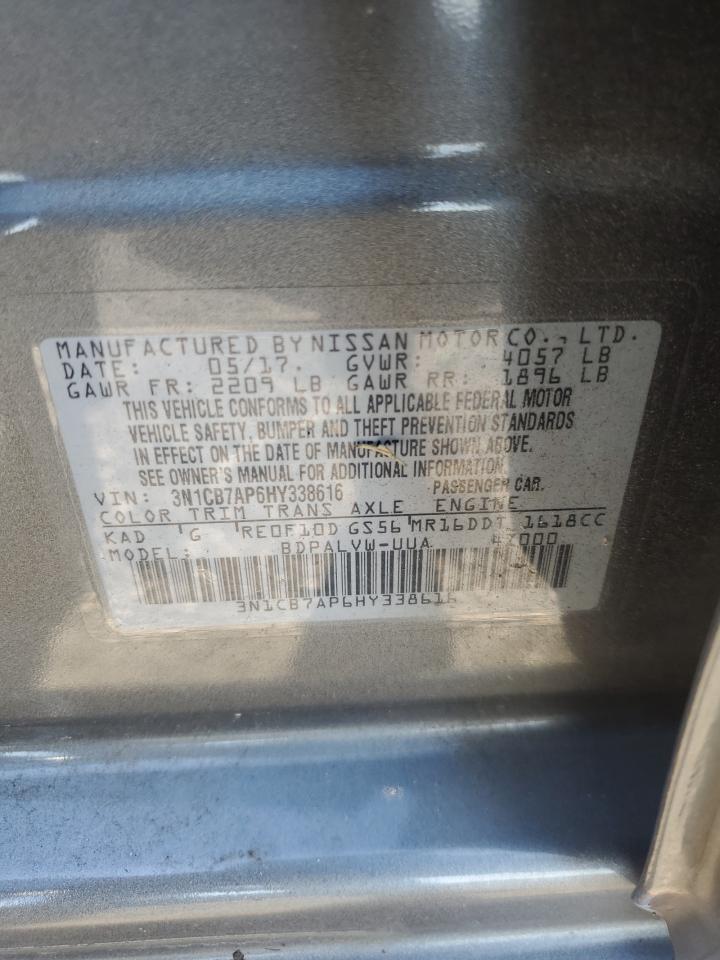 MANUFACTURED BY NISSAN MOTOR CO., LTD.
DATE: 05/17. GVWR: 4057 LB
GAWR FR: 2209 LB GAWR RR: 1896 LB
THIS VEHICLE CONFORMS TO ALL APPLICABLE FEDERAL MOTOR
VEHICLE SAFETY, BUMPER AND THEFT PREVENTION STANDARDS
IN EFFECT ON THE DATE OF MANUFACTURE SHOWN ABOVE.
SEE OWNER'S MANUAL FOR ADDITIONAL INFORMATION.
VIN: 3N1CB7AP6HY338616 PASSENGER CAR.
COLOR TRIM TRANS AXLE ENGINE
KAD G RE0F10D GS56 MR16DDT 1618CC
MODEL: BDPALVW-UUA
3N1CB7AP6HY338616